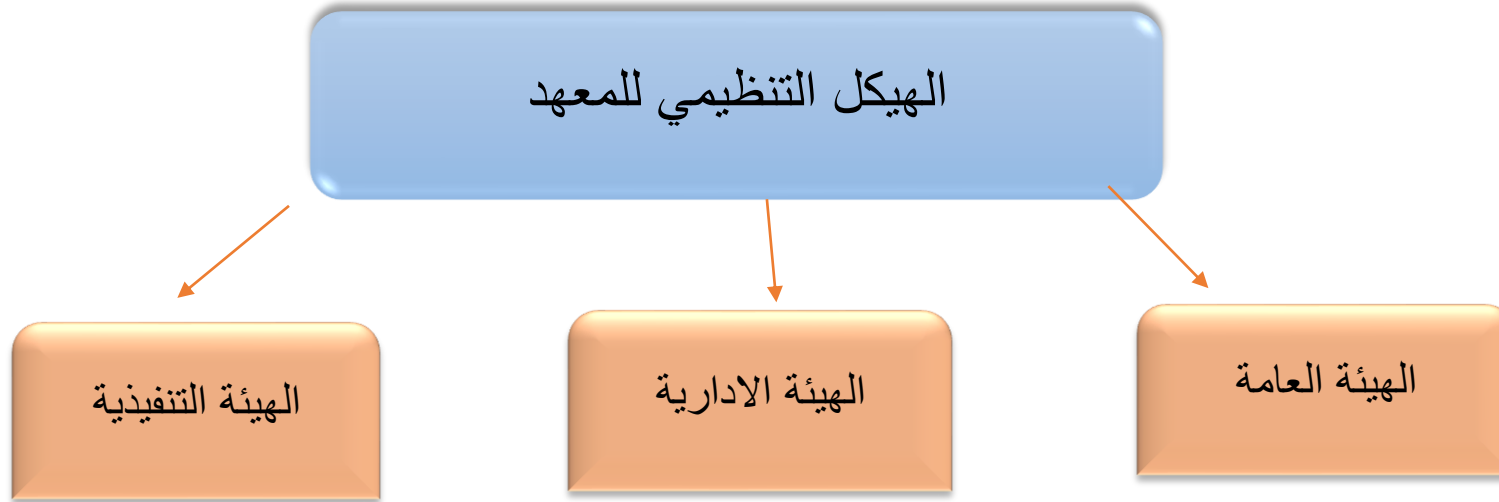 الهيكل التنظيمي للمعهد
الهيئة العامة
الهيئة الادارية
الهيئة التنفيذية